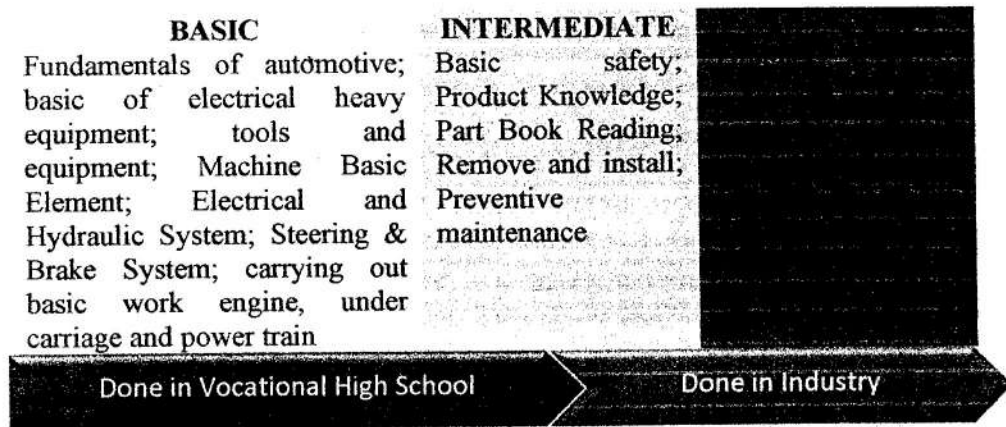 BASIC
Fundamentals of automotive;
basic of electrical heavy
equipment; tools and
equipment; Machine Basic
Element; Electrical and
Hydraulic System; Steering &
Brake System; carrying out
basic work engine, under
carriage and power train
INTERMEDIATE
Basic safety;
Product Knowledge;
Part Book Reading;
Remove and install;
Preventive
maintenance
Done in Vocational High School
Done in Industry